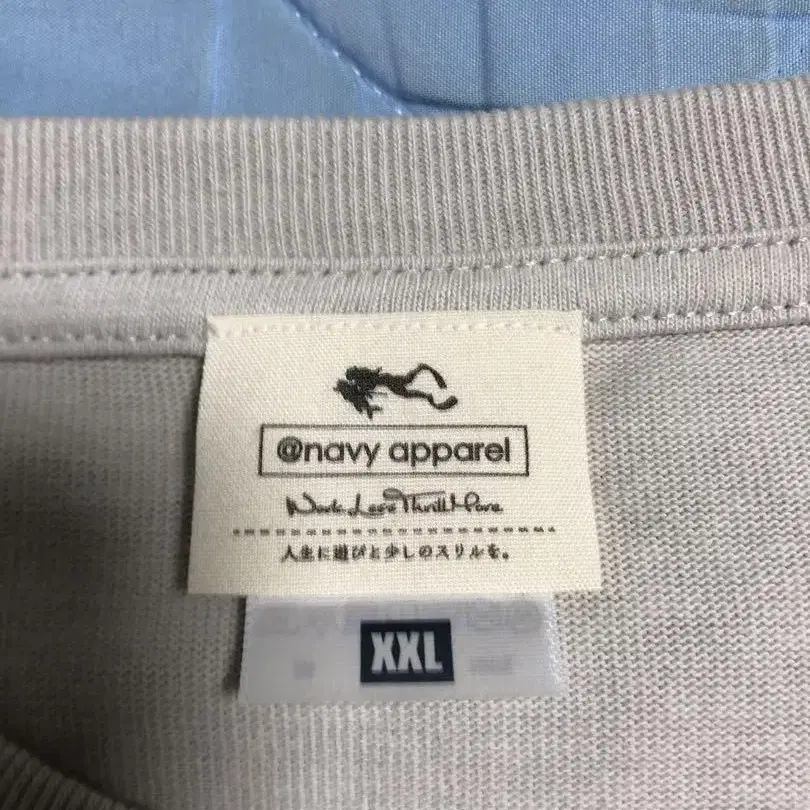 @navy apparel
Work Less Thrill More
人生に遊びと少しのスリルを。
XXL